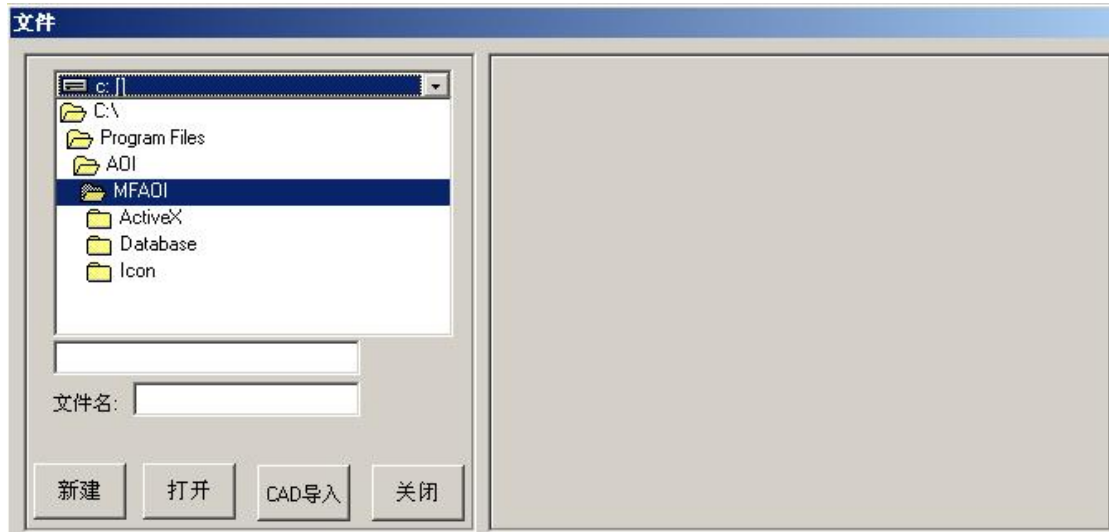 文件
c: []
C:\
Program Files
AOI
MFAOI
ActiveX
Database
Icon
文件名:
新建 打开 CAD导入 关闭